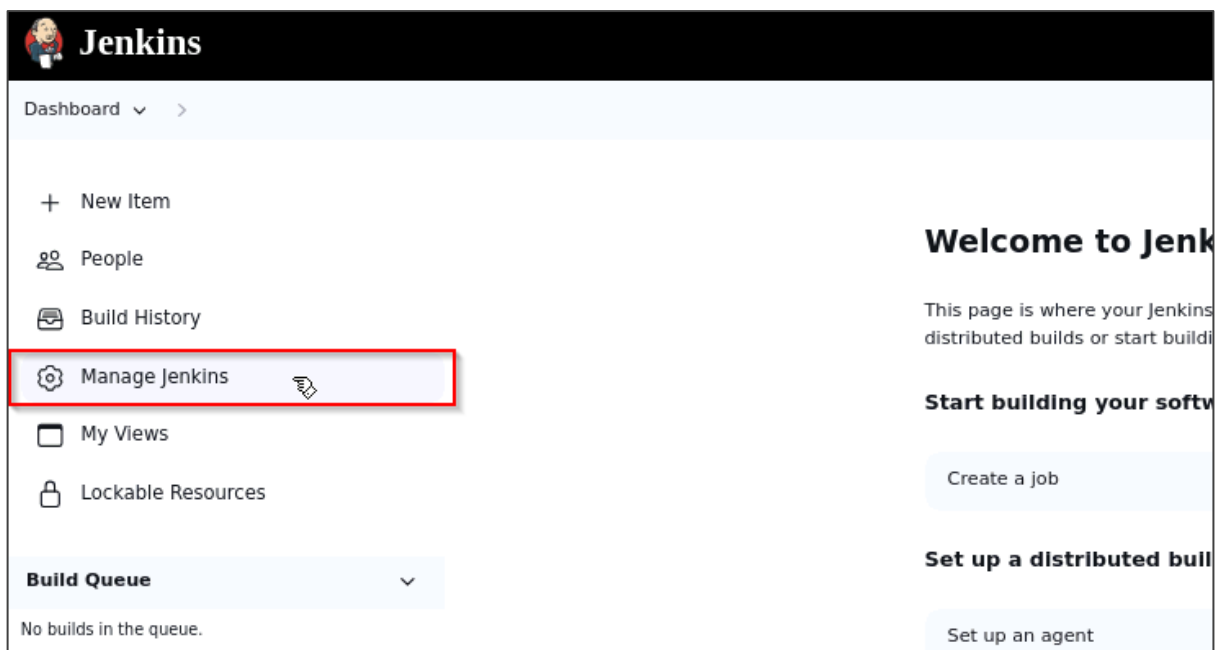 Jenkins
Dashboard
New Item
People
Build History
Manage Jenkins
My Views
Lockable Resources
Build Queue
No builds in the queue.
Welcome to Jenk
This page is where your Jenkins
distributed builds or start buildi
Start building your softw
Create a job
Set up a distributed buil
Set up an agent